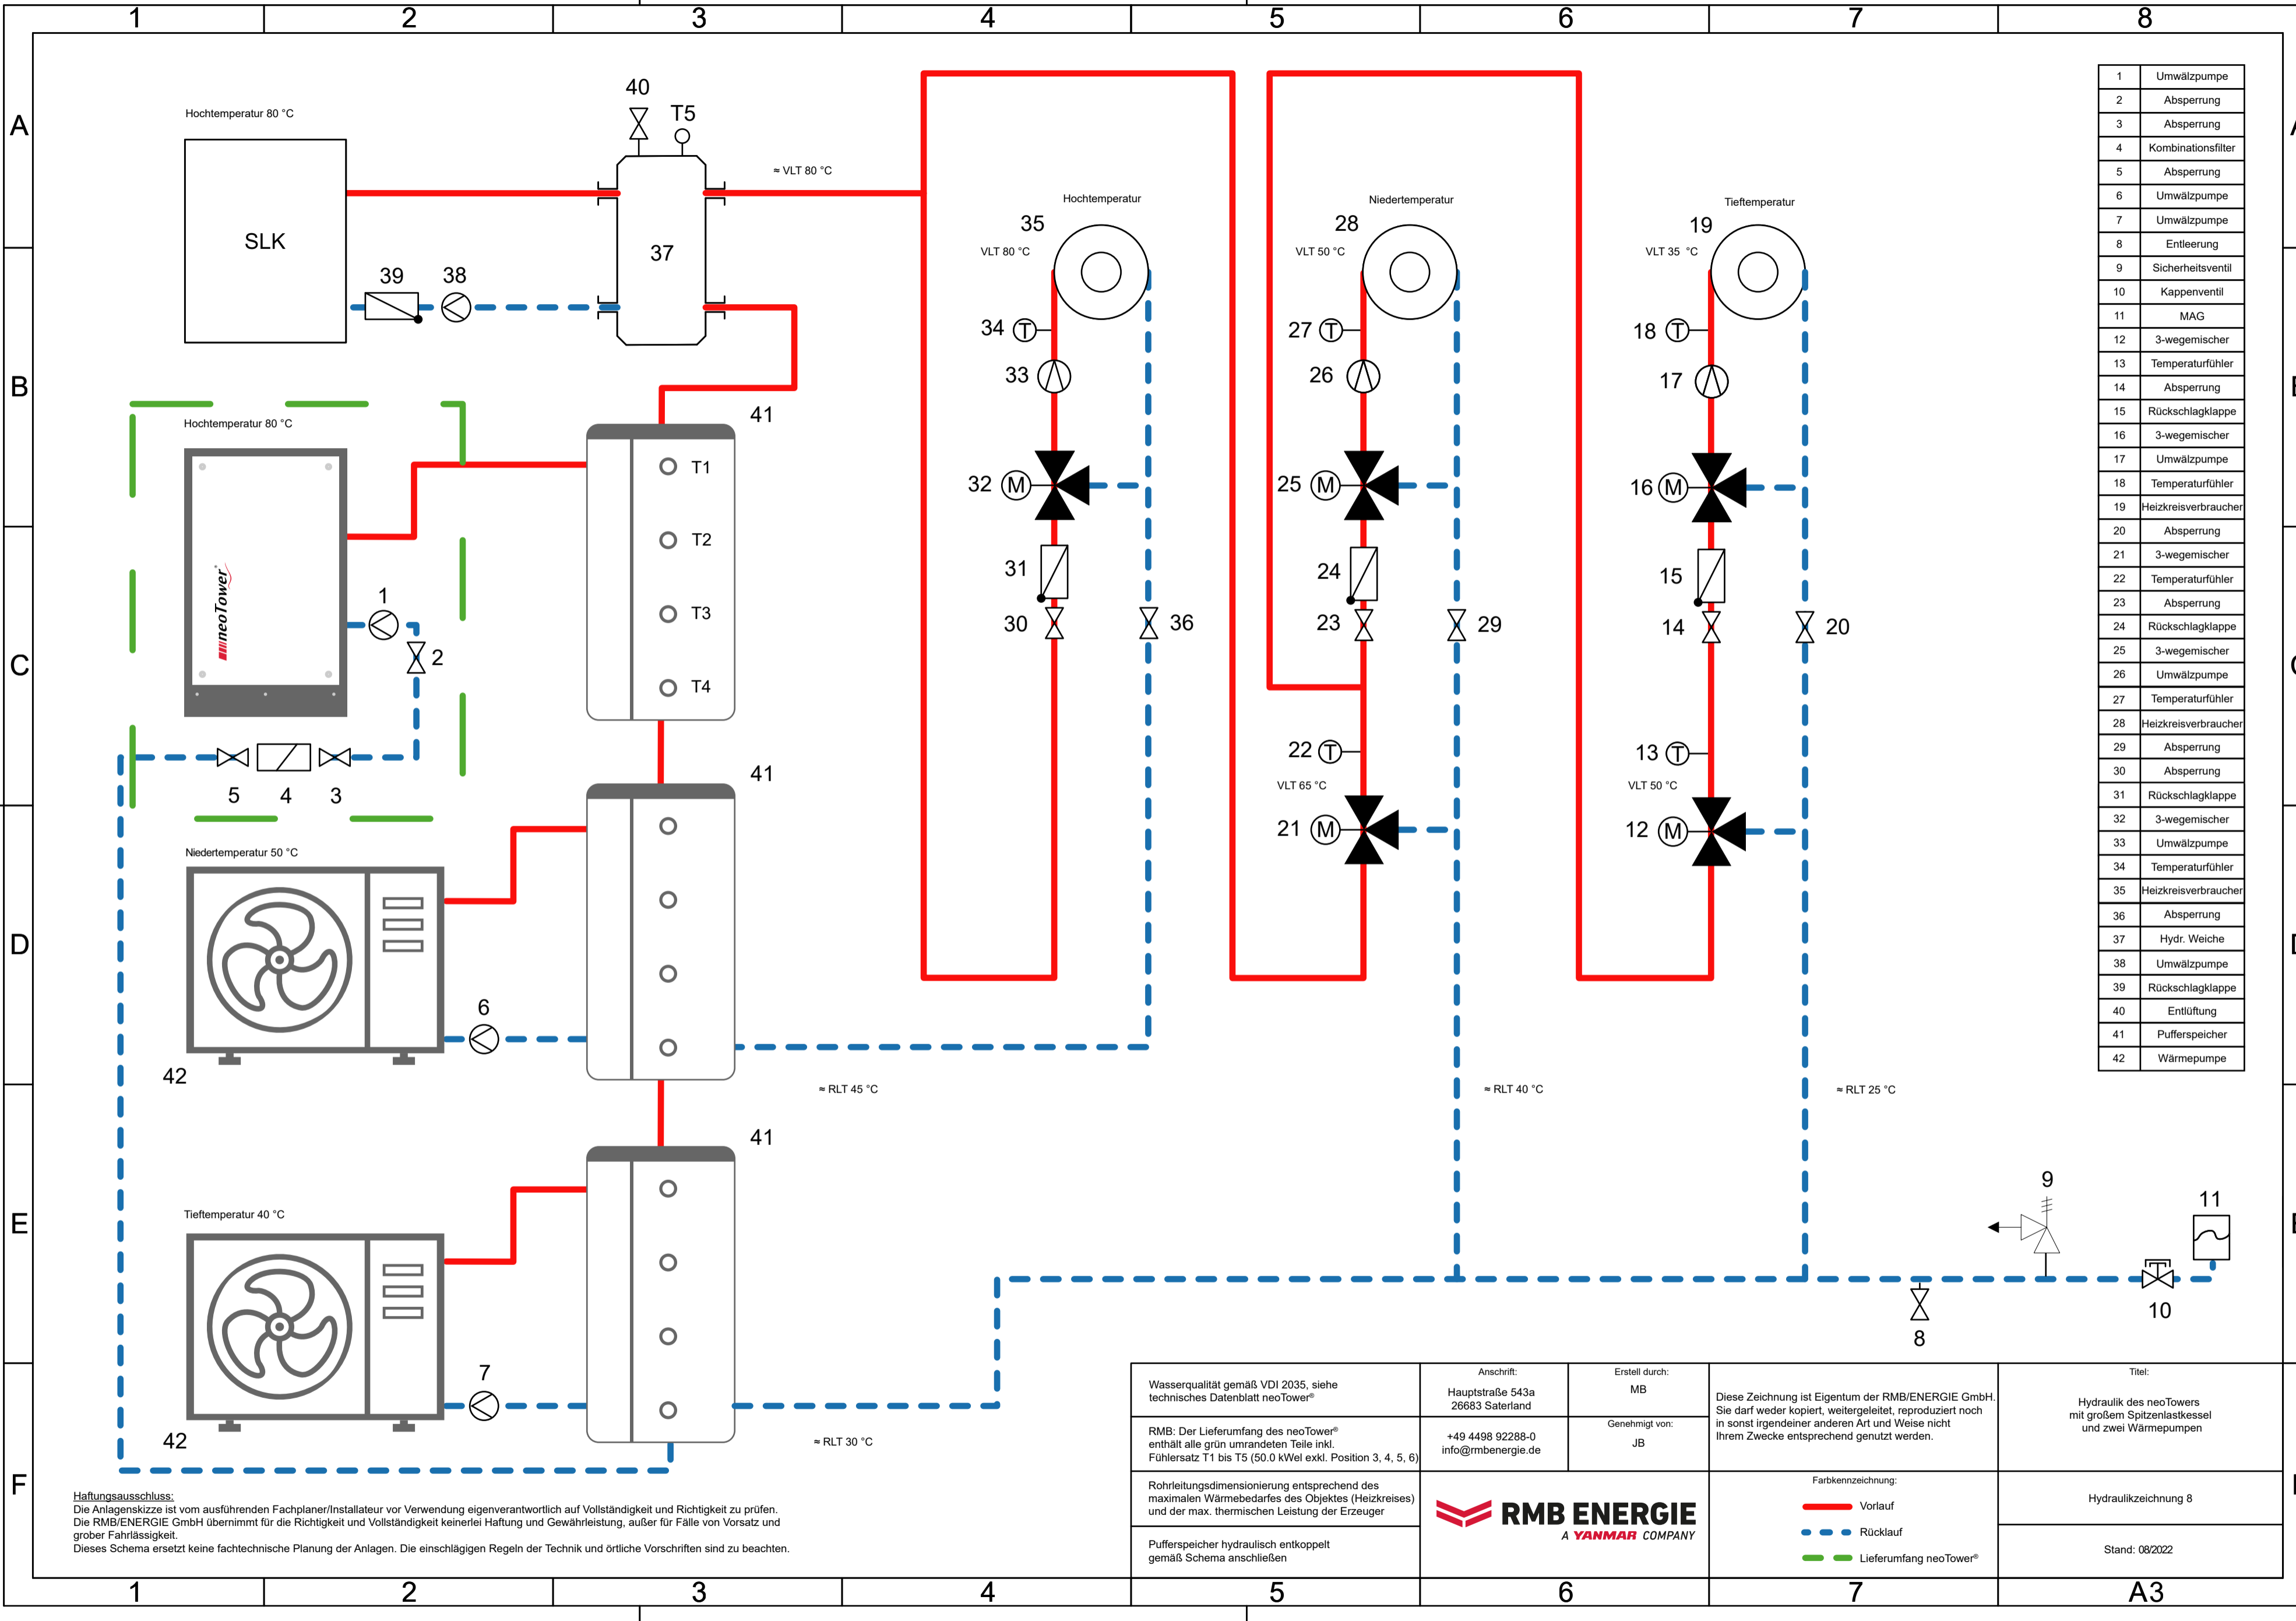 1 2 3 4 5 6 7 8
A
B
C
D
E
F
Hochtemperatur 80 °C
SLK
39
38
40
T5
37
≈ VLT 80 °C
Hochtemperatur 80 °C
neoTower®
1
2
5
4
3
41
T1
T2
T3
T4
41
Niedertemperatur 50 °C
6
42
≈ RLT 45 °C
41
Tieftemperatur 40 °C
7
42
≈ RLT 30 °C
Hochtemperatur
35
VLT 80 °C
34 T
33
32 M
31
30
36
Niedertemperatur
28
VLT 50 °C
27 T
26
25 M
24
23
29
22 T
VLT 65 °C
21 M
≈ RLT 40 °C
Tieftemperatur
19
VLT 35 °C
18 T
17
16 M
15
14
20
13 T
VLT 50 °C
12 M
≈ RLT 25 °C
9
11
10
8
1 Umwälzpumpe
2 Absperrung
3 Absperrung
4 Kombinationsfilter
5 Absperrung
6 Umwälzpumpe
7 Umwälzpumpe
8 Entleerung
9 Sicherheitsventil
10 Kappenventil
11 MAG
12 3-wegemischer
13 Temperaturfühler
14 Absperrung
15 Rückschlagklappe
16 3-wegemischer
17 Umwälzpumpe
18 Temperaturfühler
19 Heizkreisverbraucher
20 Absperrung
21 3-wegemischer
22 Temperaturfühler
23 Absperrung
24 Rückschlagklappe
25 3-wegemischer
26 Umwälzpumpe
27 Temperaturfühler
28 Heizkreisverbraucher
29 Absperrung
30 Absperrung
31 Rückschlagklappe
32 3-wegemischer
33 Umwälzpumpe
34 Temperaturfühler
35 Heizkreisverbraucher
36 Absperrung
37 Hydr. Weiche
38 Umwälzpumpe
39 Rückschlagklappe
40 Entlüftung
41 Pufferspeicher
42 Wärmepumpe
Haftungsausschluss:
Die Anlagenskizze ist vom ausführenden Fachplaner/Installateur vor Verwendung eigenverantwortlich auf Vollständigkeit und Richtigkeit zu prüfen.
Die RMB/ENERGIE GmbH übernimmt für die Richtigkeit und Vollständigkeit keinerlei Haftung und Gewährleistung, außer für Fälle von Vorsatz und
grober Fahrlässigkeit.
Dieses Schema ersetzt keine fachtechnische Planung der Anlagen. Die einschlägigen Regeln der Technik und örtliche Vorschriften sind zu beachten.
Wasserqualität gemäß VDI 2035, siehe
technisches Datenblatt neoTower®
RMB: Der Lieferumfang des neoTower®
enthält alle grün umrandeten Teile inkl.
Fühlersatz T1 bis T5 (50.0 kWel exkl. Position 3, 4, 5, 6)
Rohrleitungsdimensionierung entsprechend des
maximalen Wärmebedarfes des Objektes (Heizkreises)
und der max. thermischen Leistung der Erzeuger
Pufferspeicher hydraulisch entkoppelt
gemäß Schema anschließen
Anschrift:
Hauptstraße 543a
26683 Saterland
+49 4498 92288-0
info@rmbenergie.de
Erstell durch:
MB
Genehmigt von:
JB
RMB ENERGIE
A YANMAR COMPANY
Diese Zeichnung ist Eigentum der RMB/ENERGIE GmbH.
Sie darf weder kopiert, weitergeleitet, reproduziert noch
in sonst irgendeiner anderen Art und Weise nicht
Ihrem Zwecke entsprechend genutzt werden.
Farbkennzeichnung:
Vorlauf
Rücklauf
Lieferumfang neoTower®
Titel:
Hydraulik des neoTowers
mit großem Spitzenlastkessel
und zwei Wärmepumpen
Hydraulikzeichnung 8
Stand: 08/2022
1 2 3 4 5 6 7 A3